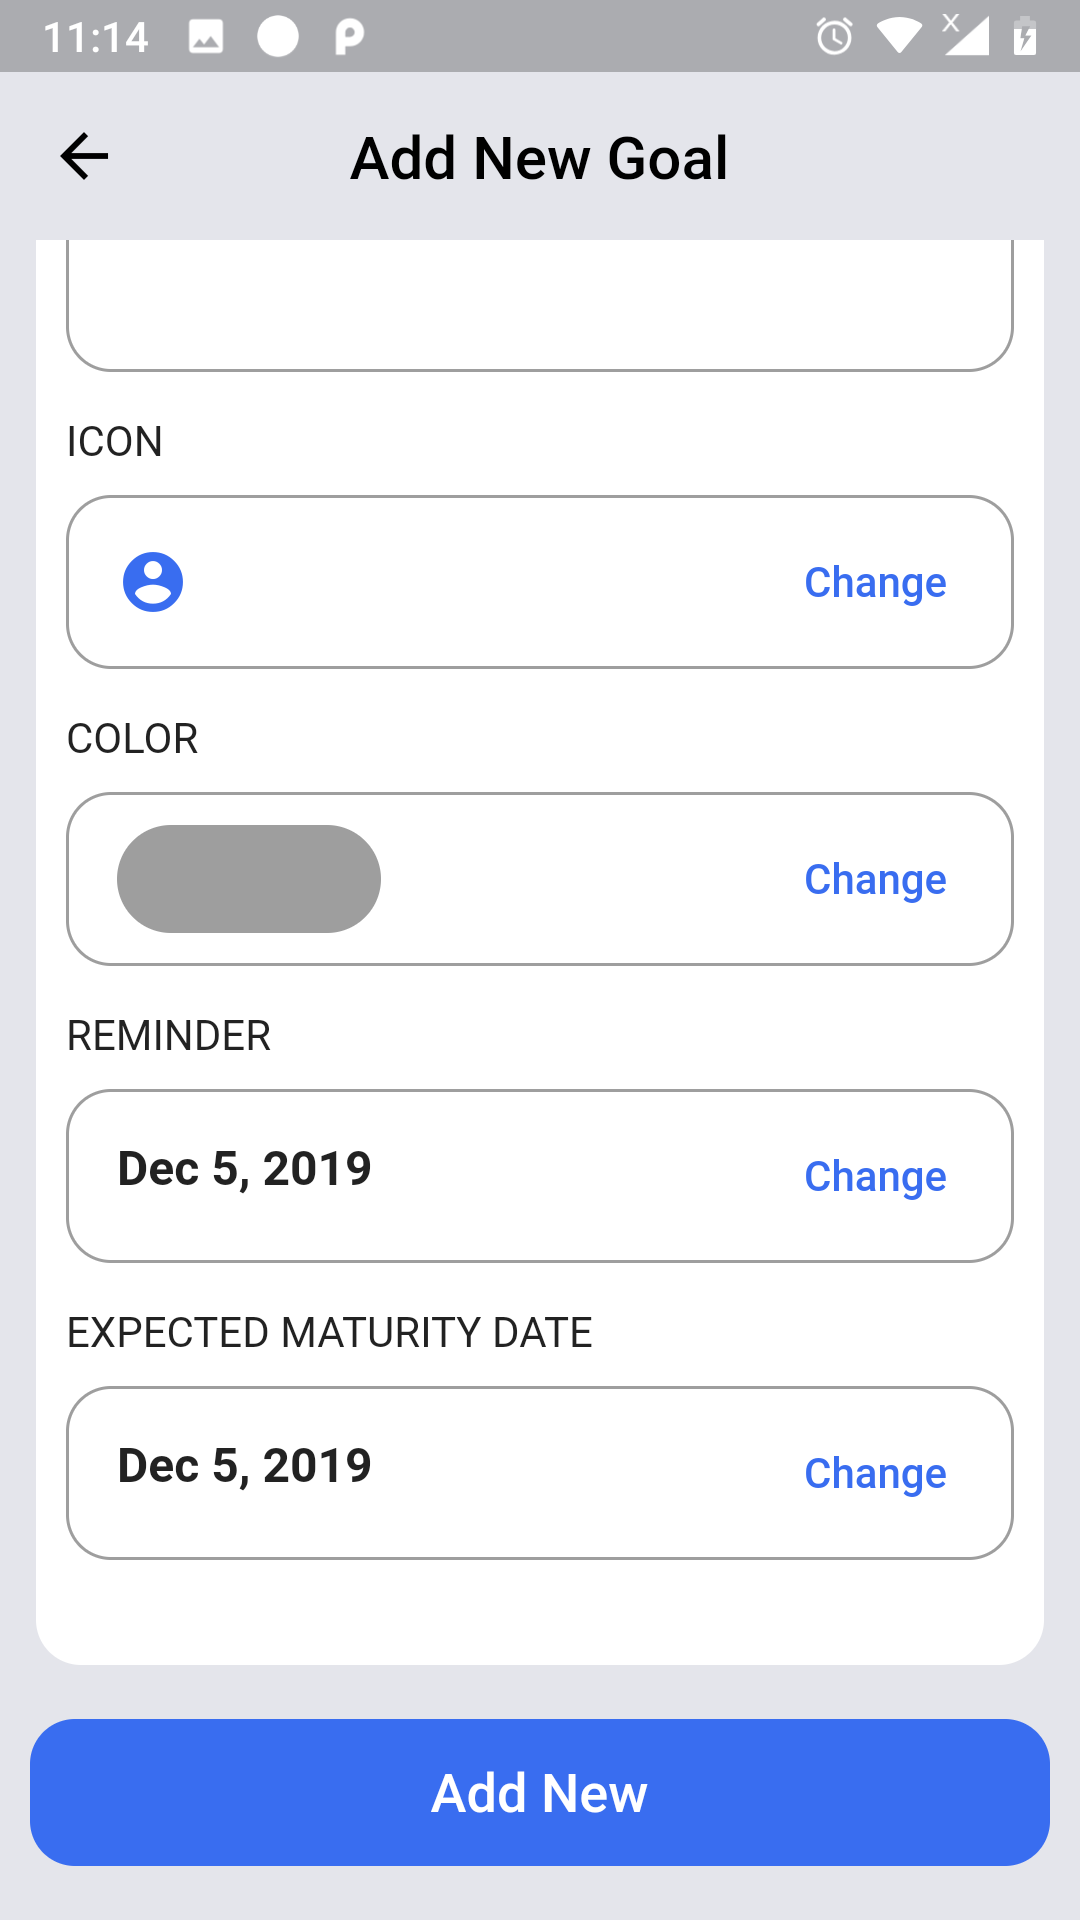 11:14
Add New Goal
ICON
Change
COLOR
Change
REMINDER
Dec 5, 2019
Change
EXPECTED MATURITY DATE
Dec 5, 2019
Change
Add New